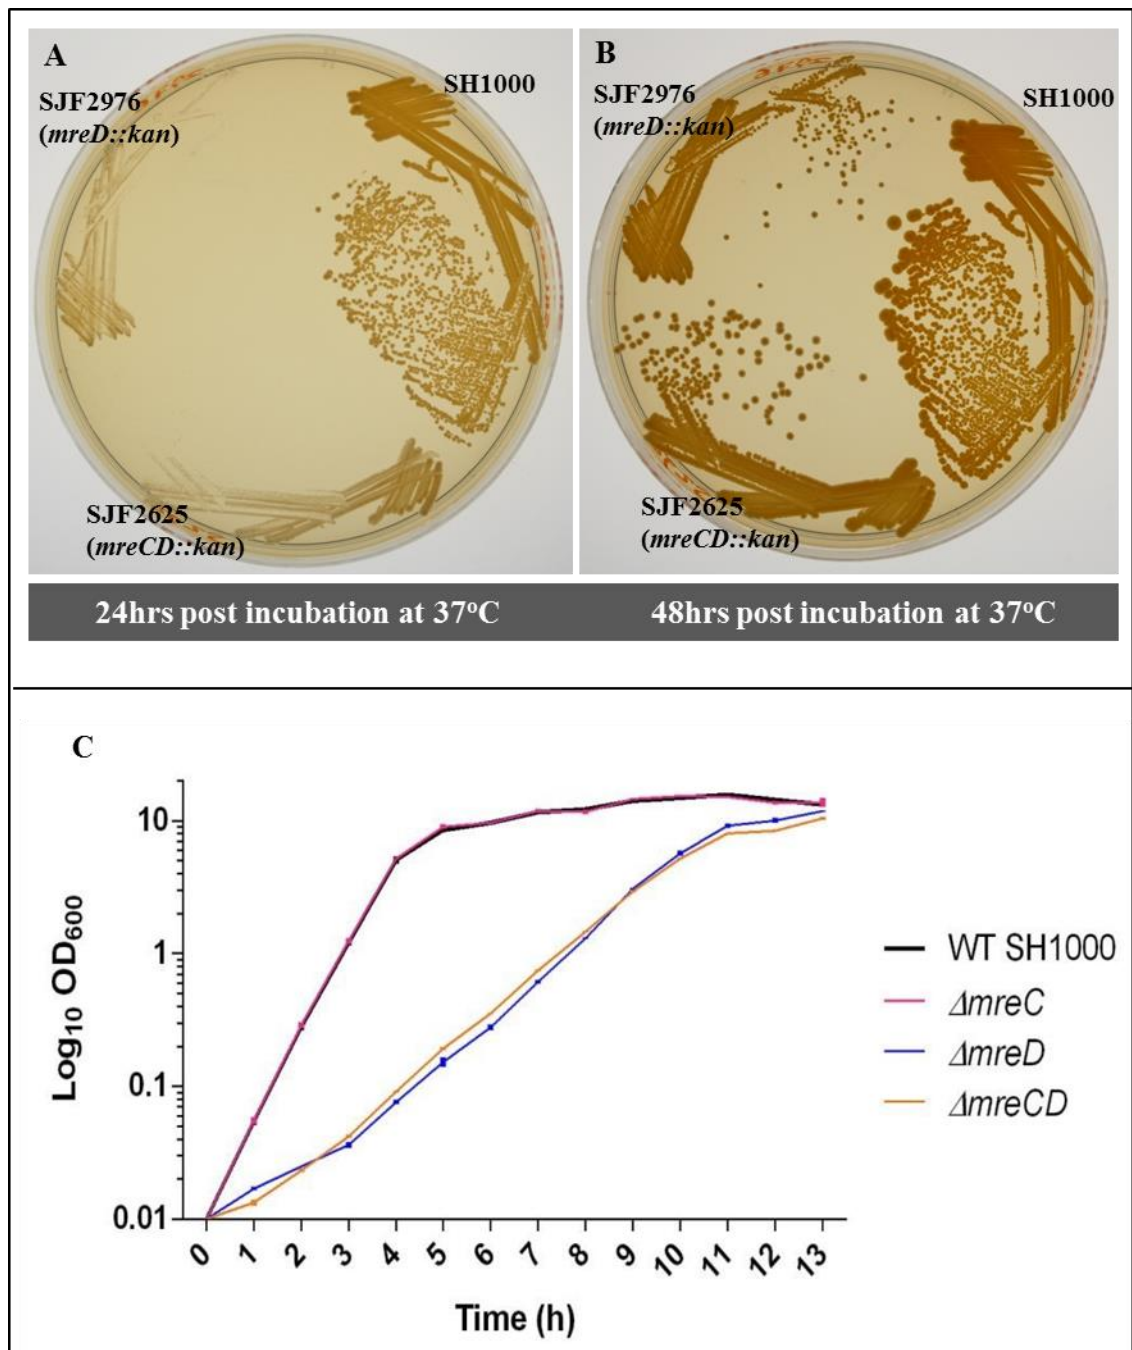 A
SJF2976
(mreD::kan)
SH1000
SJF2625
(mreCD::kan)
B
SJF2976
(mreD::kan)
SH1000
SJF2625
(mreCD::kan)
24hrs post incubation at 37°C
48hrs post incubation at 37°C
C
Log₁₀ OD₆₀₀
10
1
0.1
0.01
0 1 2 3 4 5 6 7 8 9 10 11 12 13
Time (h)
WT SH1000
ΔmreC
ΔmreD
ΔmreCD